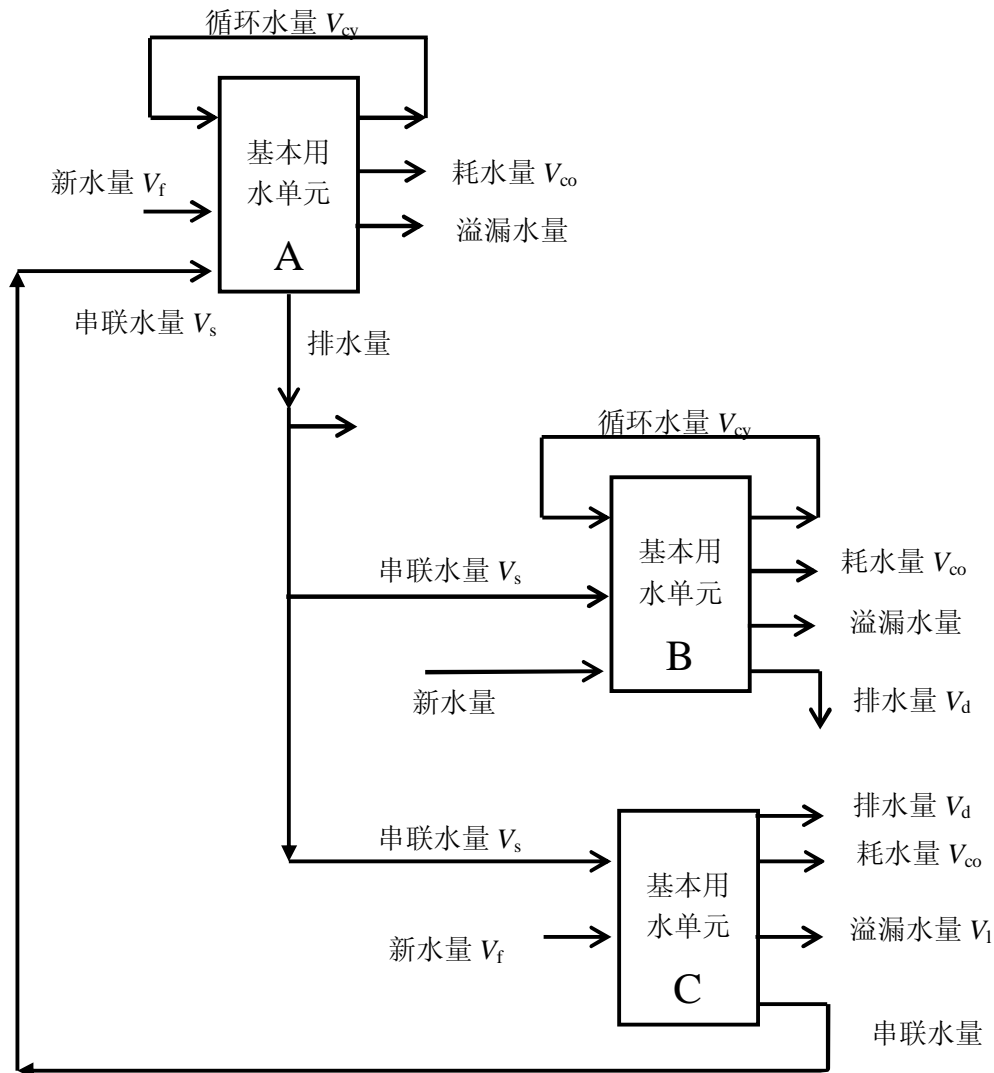 循环水量 Vcy
基本用
水单元
A
新水量 Vf
耗水量 Vco
溢漏水量
串联水量 Vs
排水量
循环水量 Vcy
基本用
水单元
B
串联水量 Vs
新水量
耗水量 Vco
溢漏水量
排水量 Vd
串联水量 Vs
新水量 Vf
基本用
水单元
C
排水量 Vd
耗水量 Vco
溢漏水量 Vl
串联水量